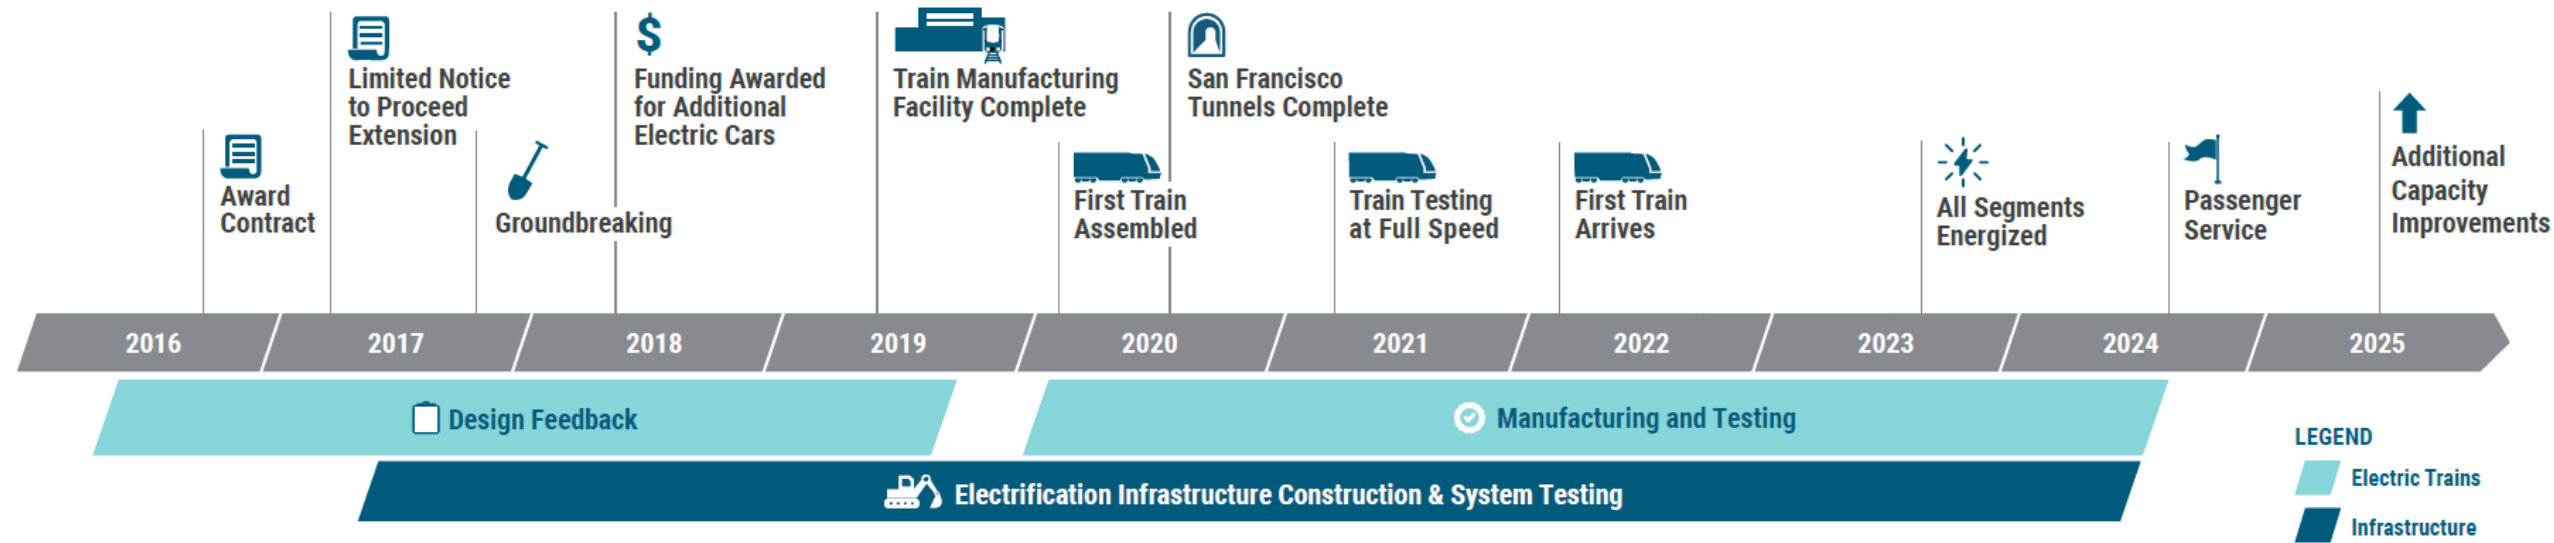 Limited Notice
to Proceed
Extension
Funding Awarded
for Additional
Electric Cars
Train Manufacturing
Facility Complete
San Francisco
Tunnels Complete
Award
Contract
Groundbreaking
First Train
Assembled
Train Testing
at Full Speed
First Train
Arrives
All Segments
Energized
Passenger
Service
Additional
Capacity
Improvements
2016
2017
2018
2019
2020
2021
2022
2023
2024
2025
Design Feedback
Manufacturing and Testing
Electrification Infrastructure Construction & System Testing
LEGEND
Electric Trains
Infrastructure